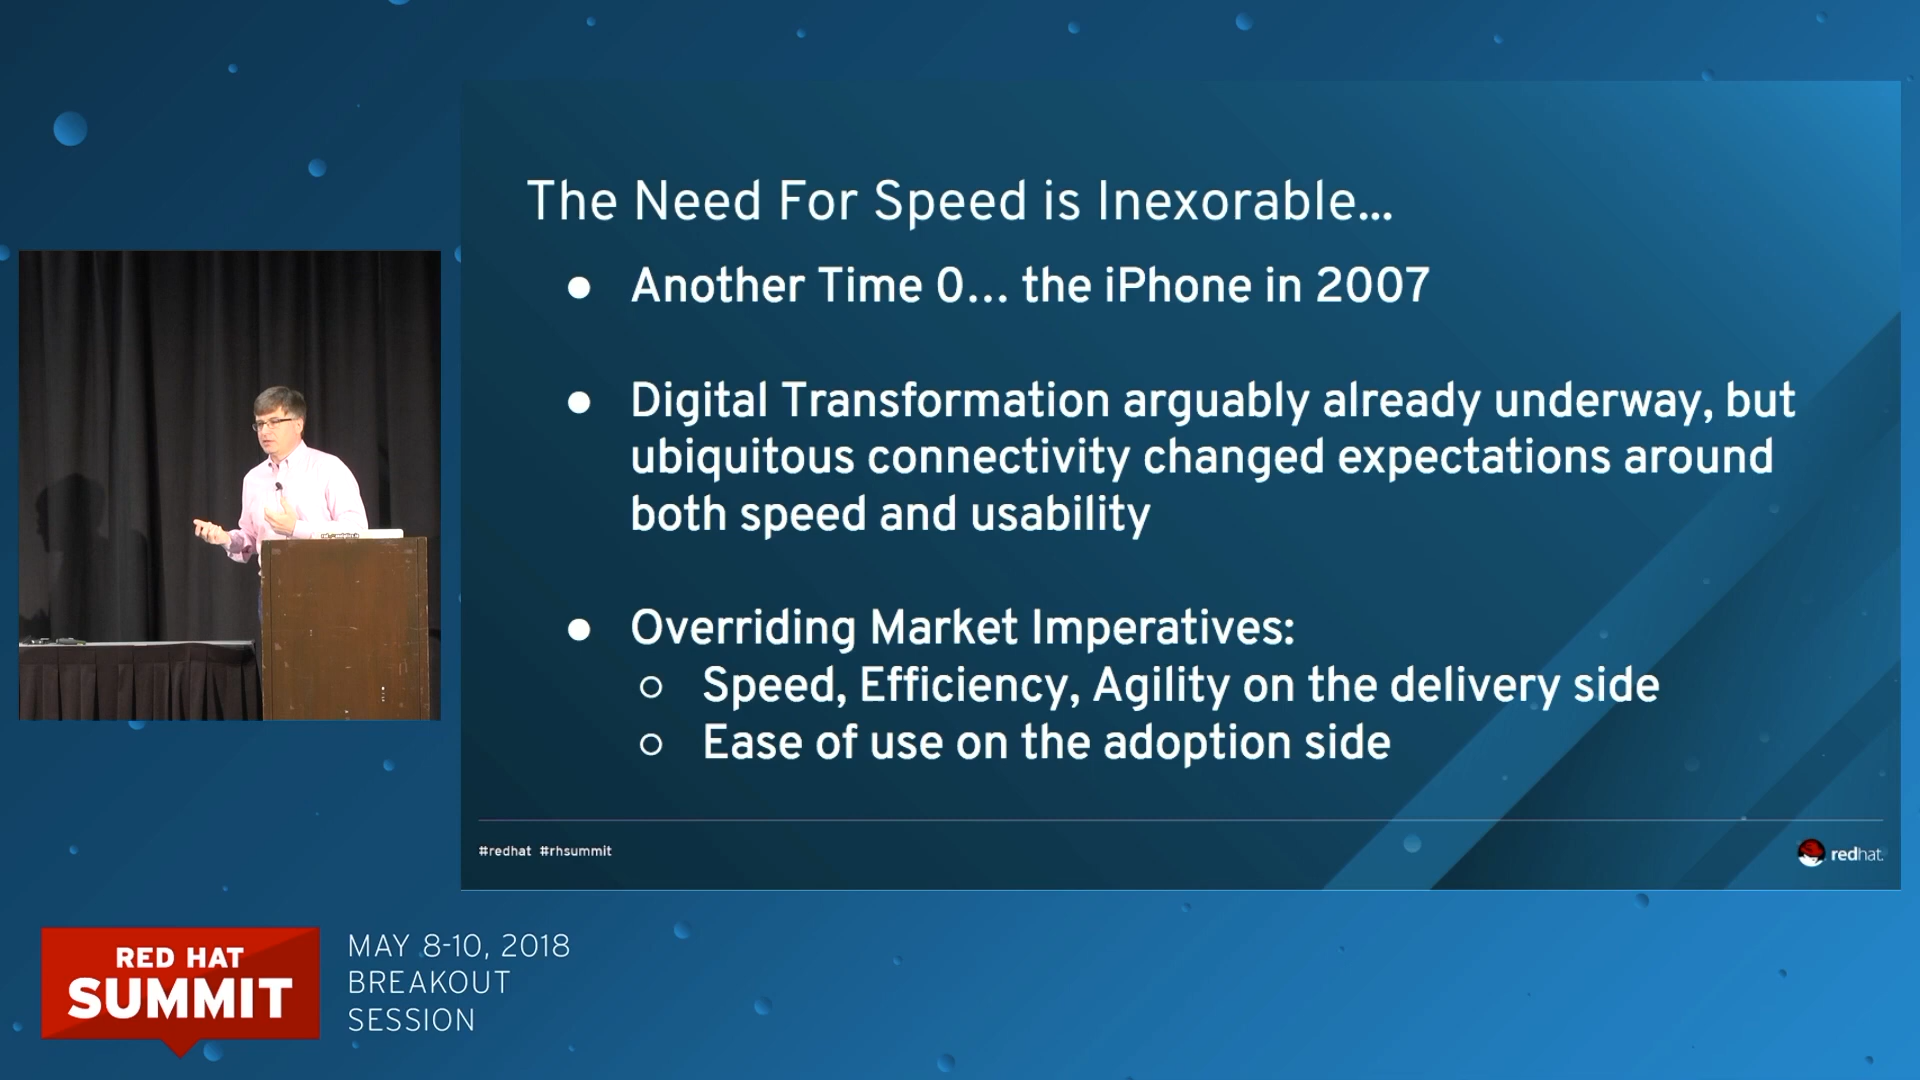 The Need For Speed is Inexorable...
● Another Time 0... the iPhone in 2007
● Digital Transformation arguably already underway, but
ubiquitous connectivity changed expectations around
both speed and usability
● Overriding Market Imperatives:
○ Speed, Efficiency, Agility on the delivery side
○ Ease of use on the adoption side
#redhat #rhsummit
redhat.
RED HAT
SUMMIT
MAY 8-10, 2018
BREAKOUT
SESSION